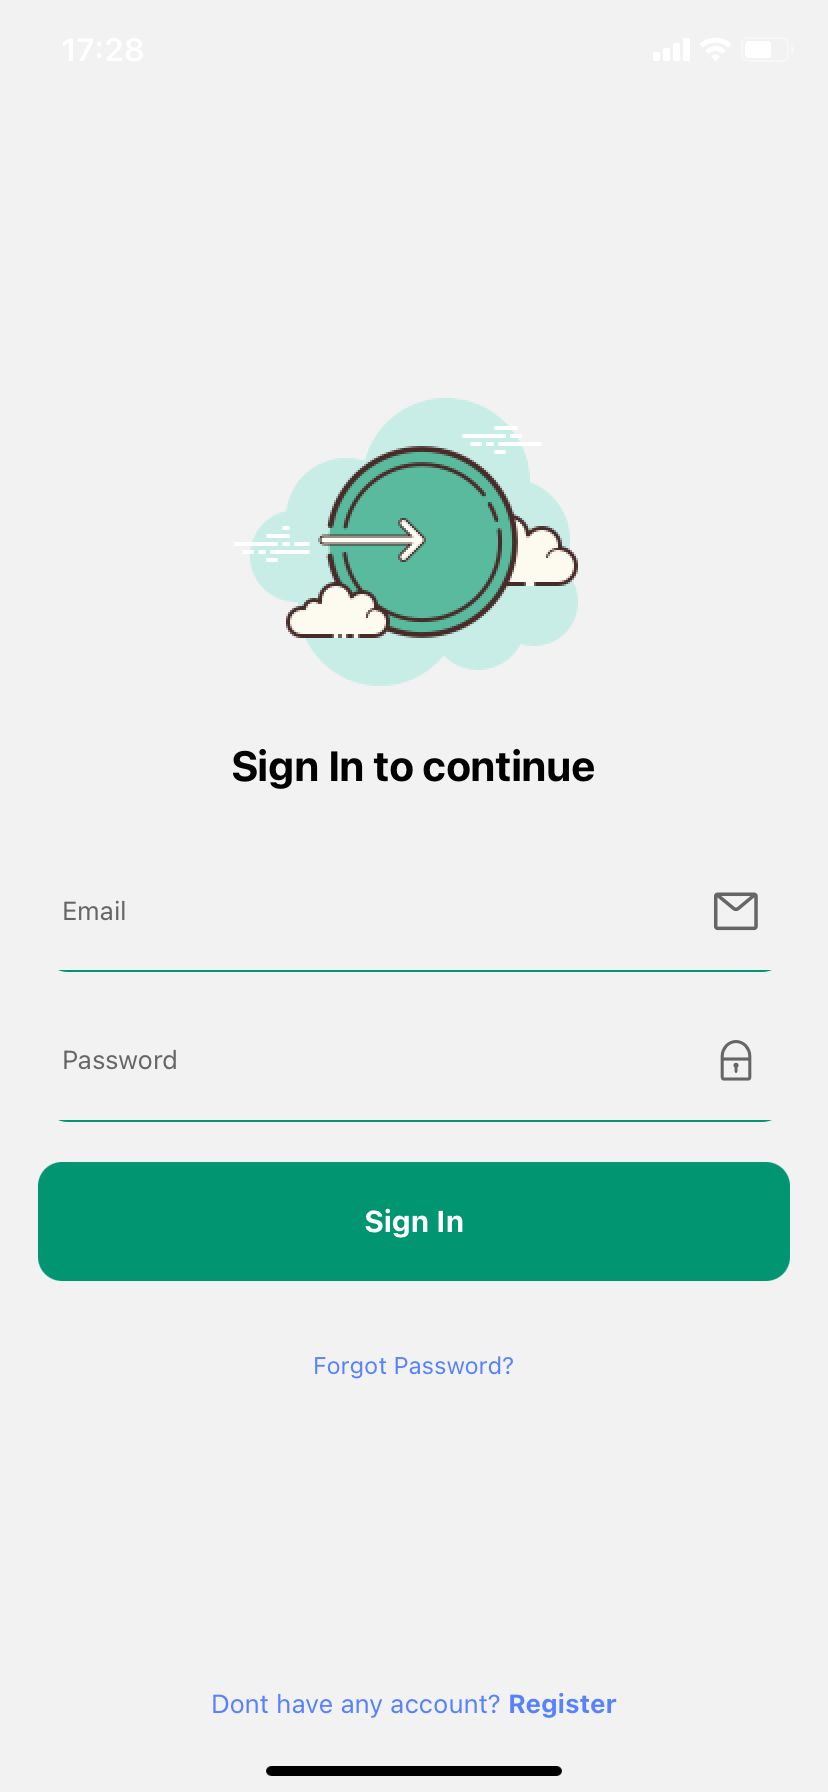 17:28
Sign In to continue
Email
Password
Sign In
Forgot Password?
Dont have any account? Register